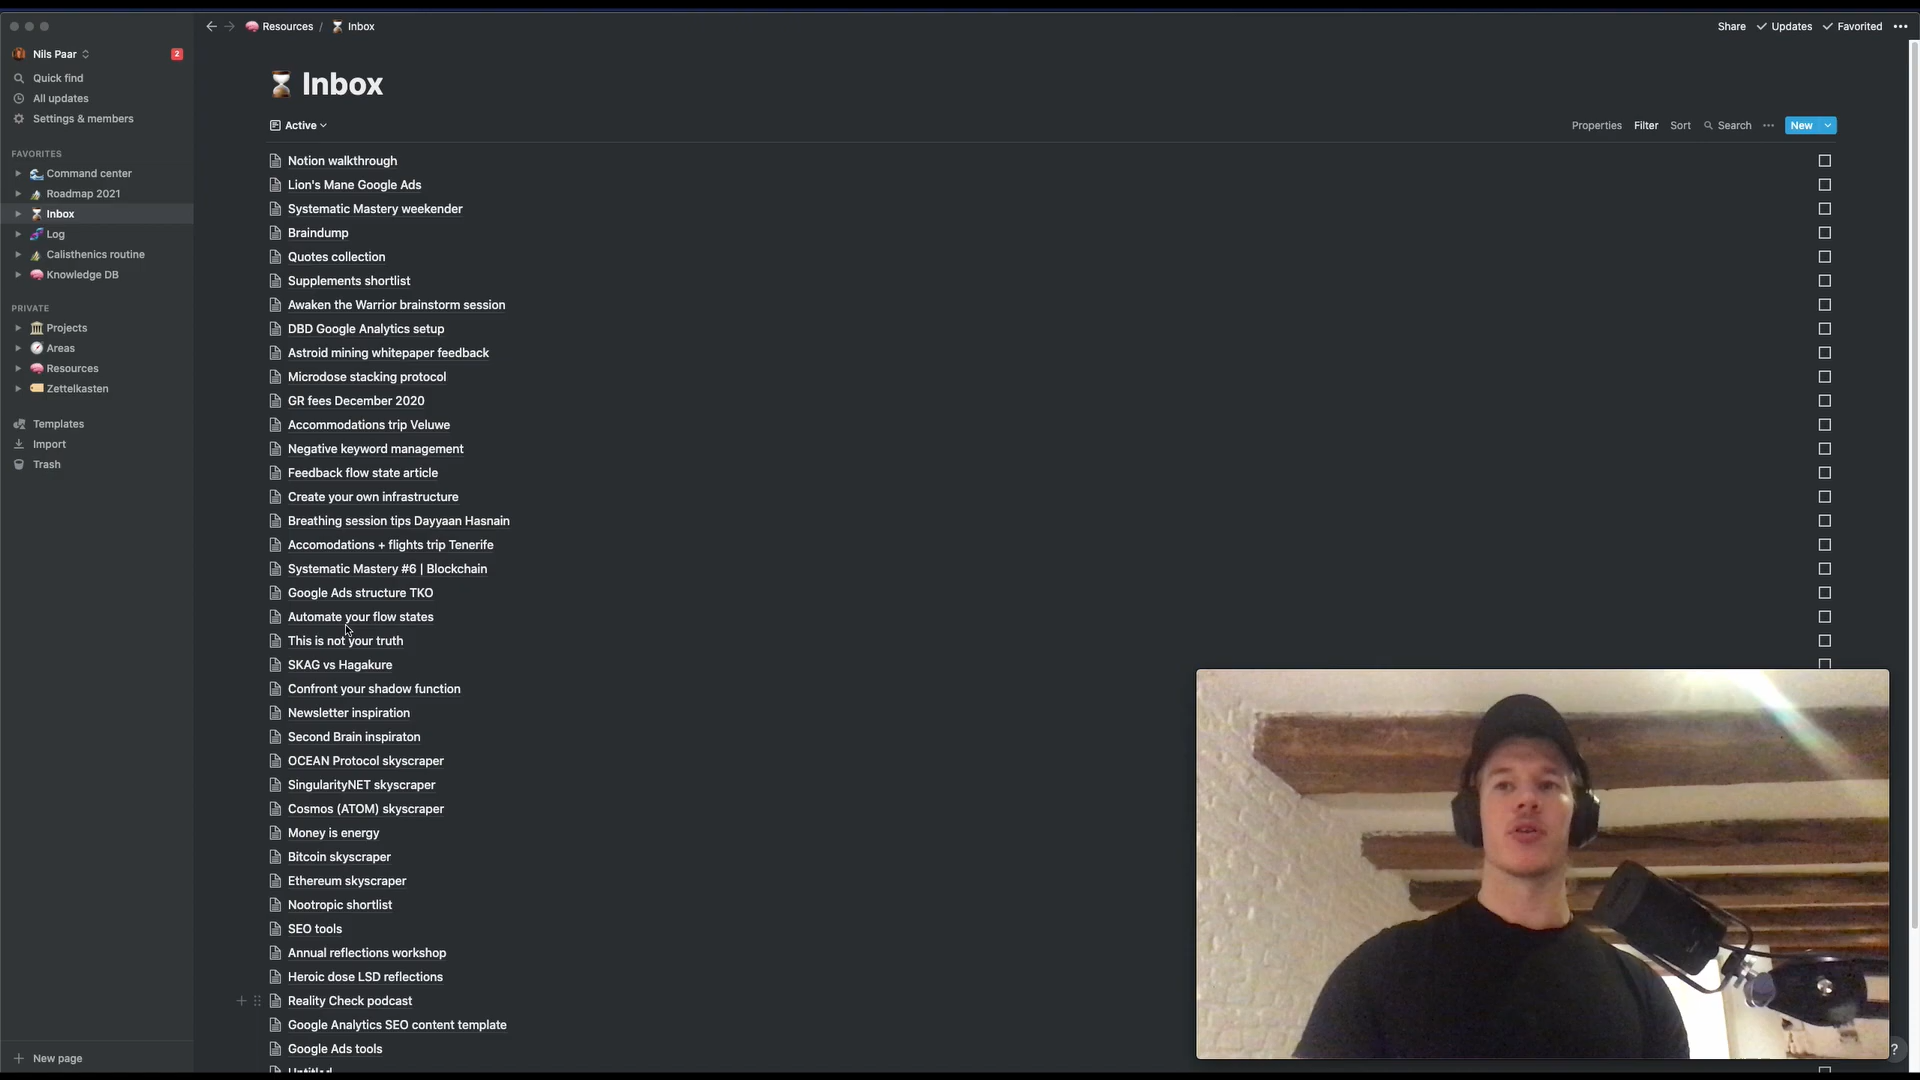 Resources / Inbox
Share Updates Favorited
Nils Paar
2
Quick find
All updates
Settings & members
FAVORITES
Command center
Roadmap 2021
Inbox
Log
Calisthenics routine
Knowledge DB
PRIVATE
Projects
Areas
Resources
Zettelkasten
Templates
Import
Trash
New page
Inbox
Active
Properties Filter Sort Search New
Notion walkthrough
Lion's Mane Google Ads
Systematic Mastery weekender
Braindump
Quotes collection
Supplements shortlist
Awaken the Warrior brainstorm session
DBD Google Analytics setup
Astroid mining whitepaper feedback
Microdose stacking protocol
GR fees December 2020
Accommodations trip Veluwe
Negative keyword management
Feedback flow state article
Create your own infrastructure
Breathing session tips Dayyaan Hasnain
Accomodations + flights trip Tenerife
Systematic Mastery #6 | Blockchain
Google Ads structure TKO
Automate your flow states
This is not your truth
SKAG vs Hagakure
Confront your shadow function
Newsletter inspiration
Second Brain inspiraton
OCEAN Protocol skyscraper
SingularityNET skyscraper
Cosmos (ATOM) skyscraper
Money is energy
Bitcoin skyscraper
Ethereum skyscraper
Nootropic shortlist
SEO tools
Annual reflections workshop
Heroic dose LSD reflections
Reality Check podcast
Google Analytics SEO content template
Google Ads tools
Untitled
?